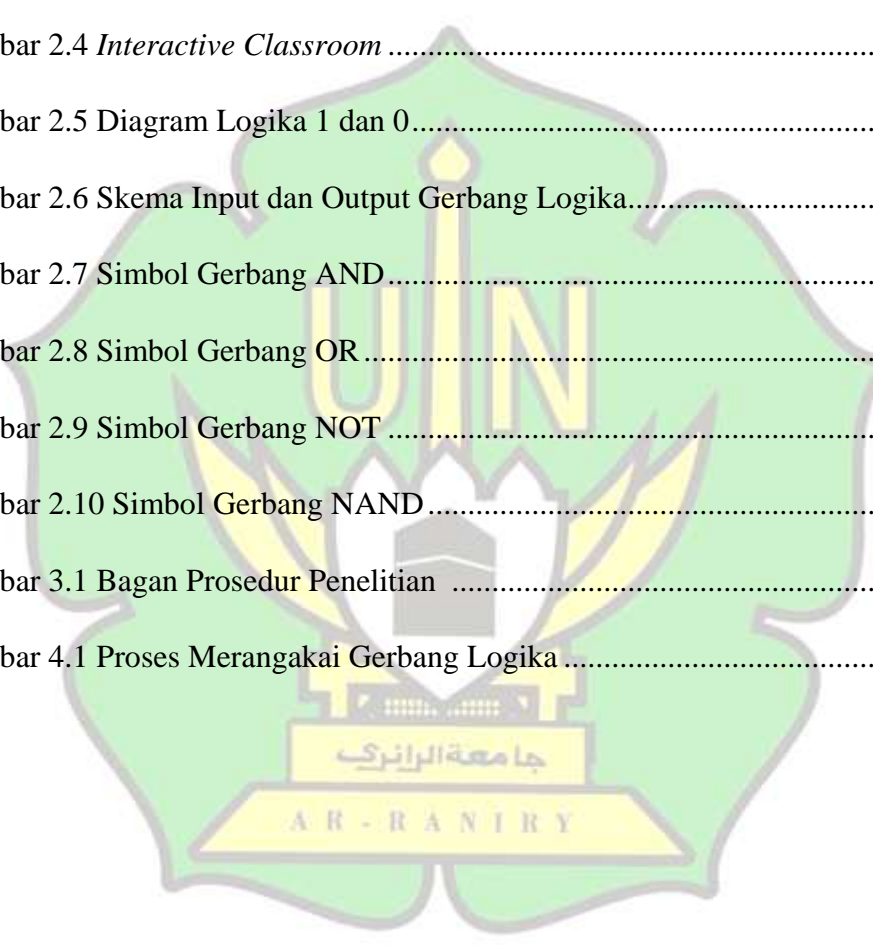 bar 2.4 Interactive Classroom ............................................................
bar 2.5 Diagram Logika 1 dan 0..........................................................
bar 2.6 Skema Input dan Output Gerbang Logika...............................
bar 2.7 Simbol Gerbang AND.............................................................
bar 2.8 Simbol Gerbang OR ................................................................
bar 2.9 Simbol Gerbang NOT .............................................................
bar 2.10 Simbol Gerbang NAND........................................................
bar 3.1 Bagan Prosedur Penelitian .....................................................
bar 4.1 Proses Merangakai Gerbang Logika .......................................
UIN
جامعةالرانري
AR-RANIRY